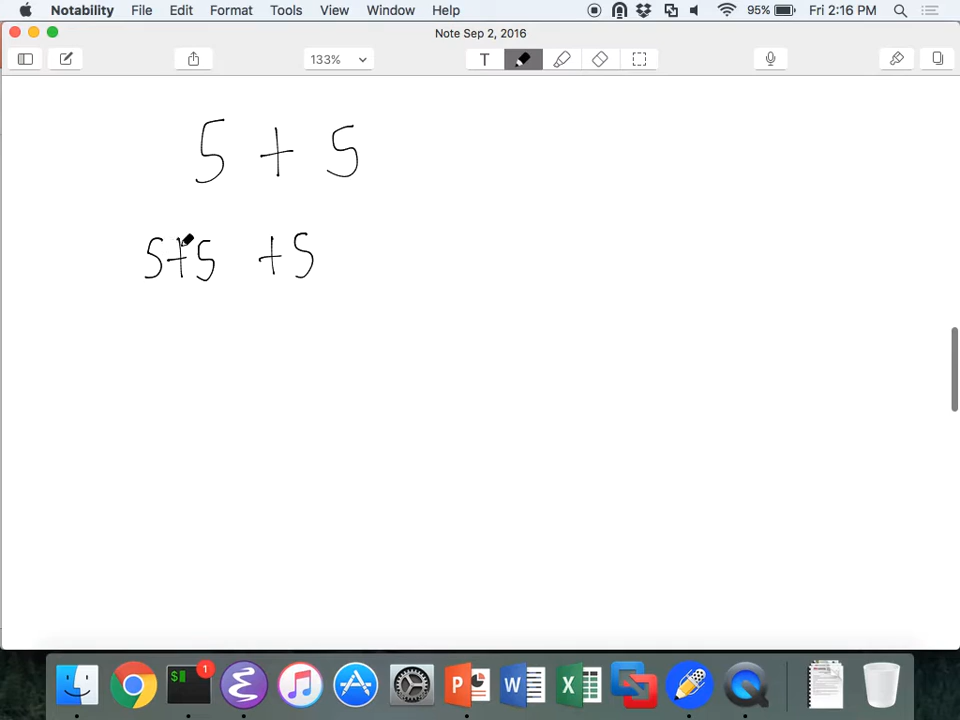 Notability File Edit Format Tools View Window Help 95% Fri 2:16 PM
Note Sep 2, 2016
133% T
5 + 5
5+5 +5
$ 1 P W X